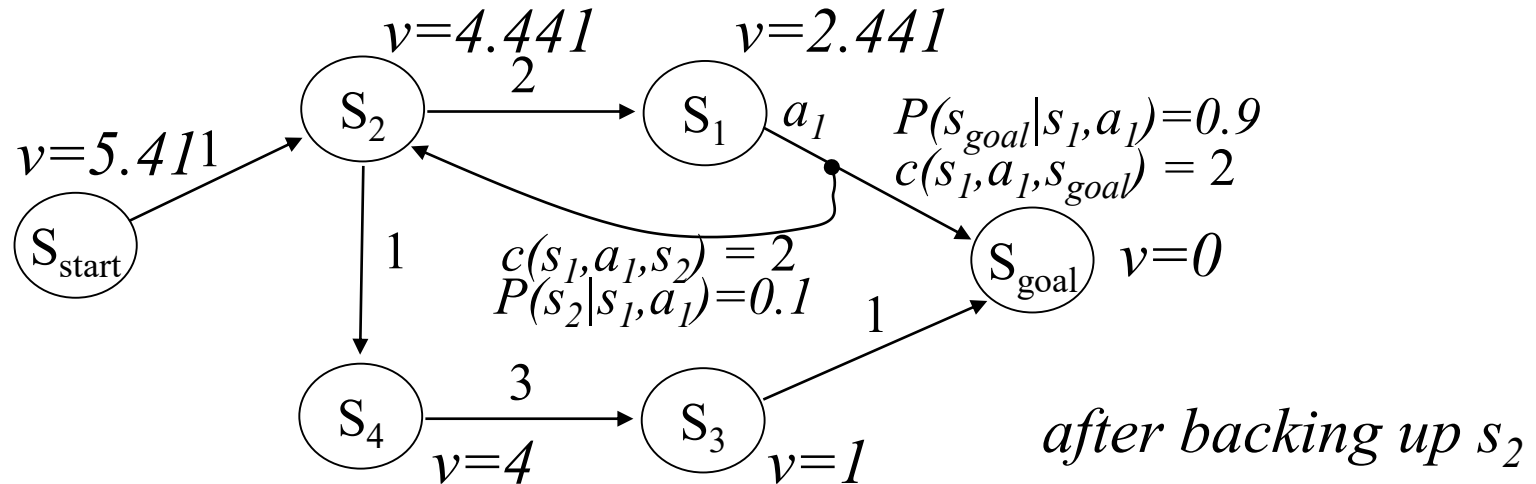 v=4.441
v=2.441
2
S2
S1
a1
P(sgoal|s1,a1)=0.9
c(s1,a1,sgoal) = 2
v=5.41
1
Sstart
1
c(s1,a1,s2) = 2
P(s2|s1,a1)=0.1
Sgoal
v=0
1
3
S4
S3
v=4
v=1
after backing up s2